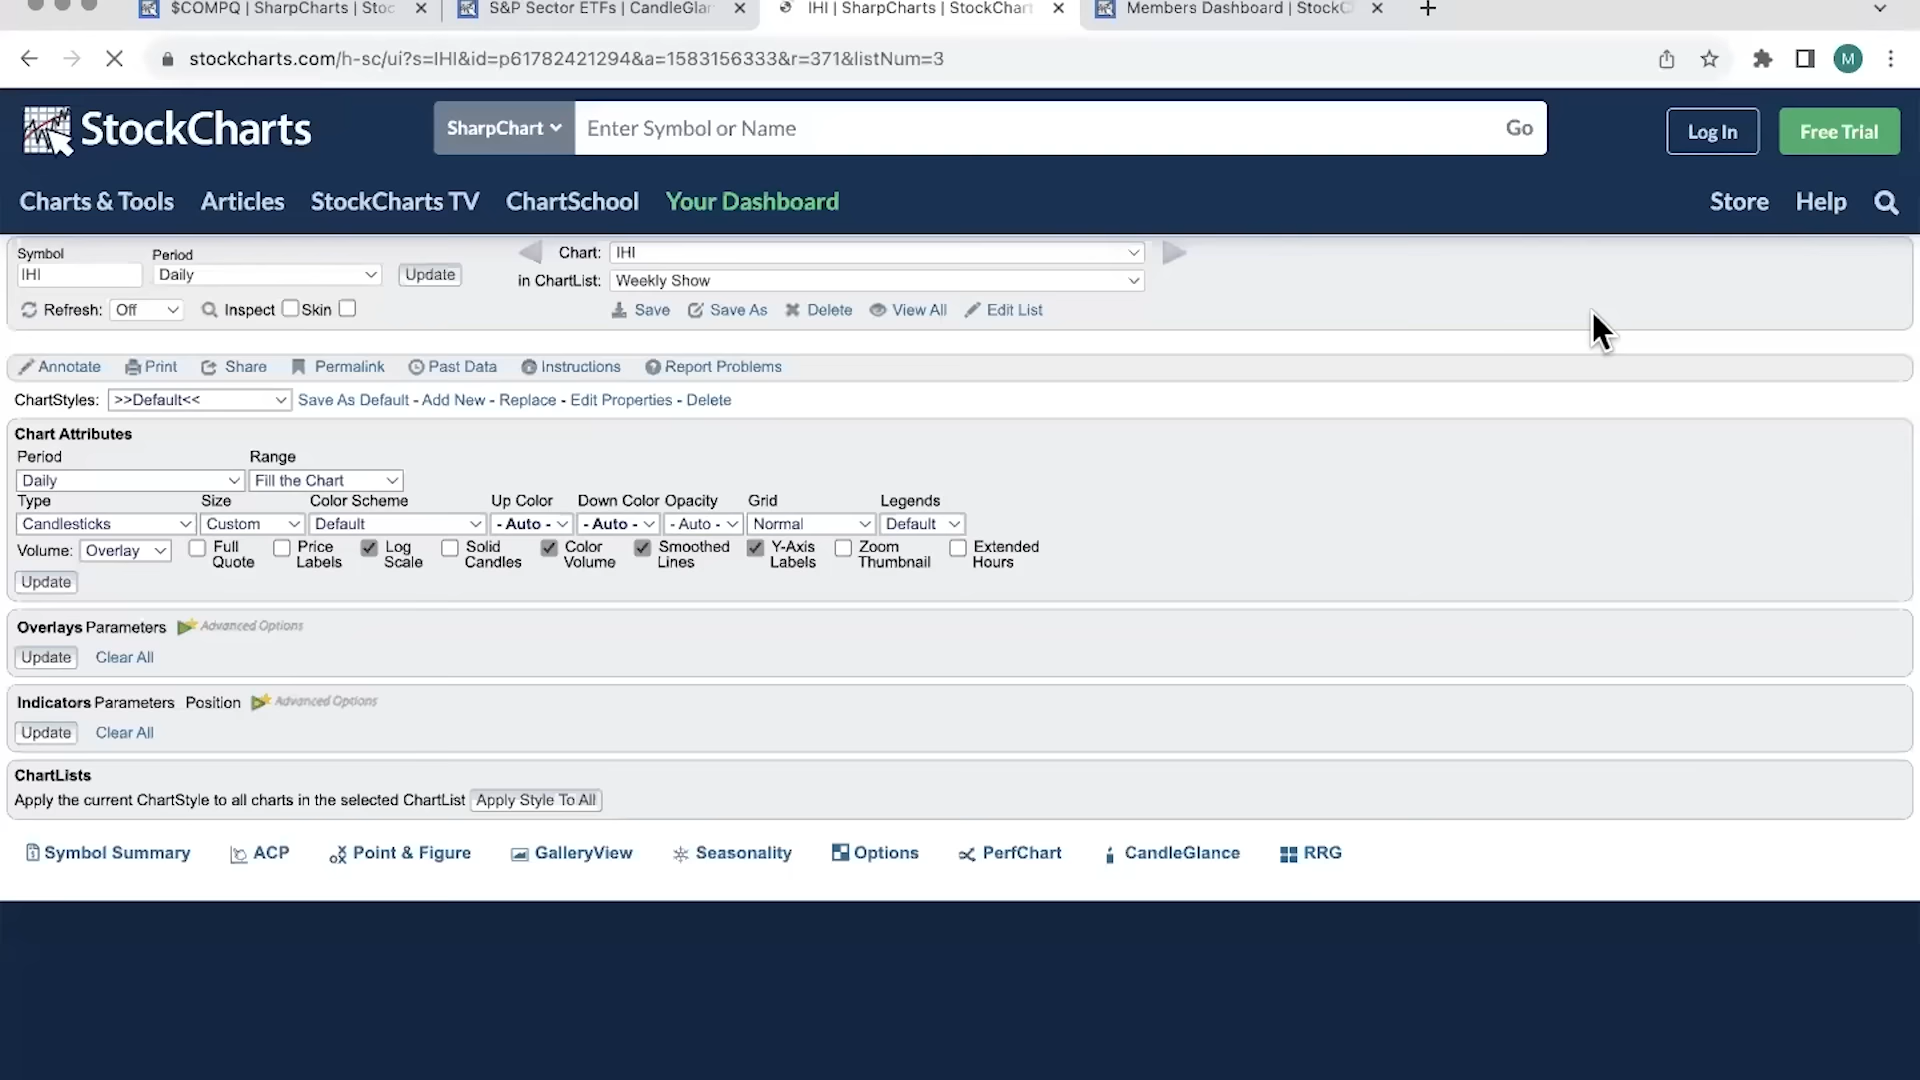 $COMPQ | SharpCharts | Stoc
S&P Sector ETFs | CandleGlar
IHI | SharpCharts | StockChart
Members Dashboard | StockC
stockcharts.com/h-sc/ui?s=IHI&id=p61782421294&a=1583156333&r=371&listNum=3
M
StockCharts
SharpChart
Enter Symbol or Name
Go
Log In
Free Trial
Charts & Tools
Articles
StockCharts TV
ChartSchool
Your Dashboard
Store
Help
Symbol
Period
Chart: IHI
IHI
Daily
Update
in ChartList: Weekly Show
Refresh: Off
Inspect
Skin
Save
Save As
Delete
View All
Edit List
Annotate
Print
Share
Permalink
Past Data
Instructions
Report Problems
ChartStyles: >>Default<< Save As Default - Add New - Replace - Edit Properties - Delete
Chart Attributes
Period
Range
Daily
Fill the Chart
Type
Size
Color Scheme
Up Color
Down Color
Opacity
Grid
Legends
Candlesticks
Custom
Default
- Auto -
- Auto -
- Auto -
Normal
Default
Volume: Overlay
Full Quote
Price Labels
Log Scale
Solid Candles
Color Volume
Smoothed Lines
Y-Axis Labels
Zoom Thumbnail
Extended Hours
Update
Overlays Parameters
Advanced Options
Update
Clear All
Indicators Parameters Position
Advanced Options
Update
Clear All
ChartLists
Apply the current ChartStyle to all charts in the selected ChartList Apply Style To All
Symbol Summary
ACP
Point & Figure
GalleryView
Seasonality
Options
PerfChart
CandleGlance
RRG